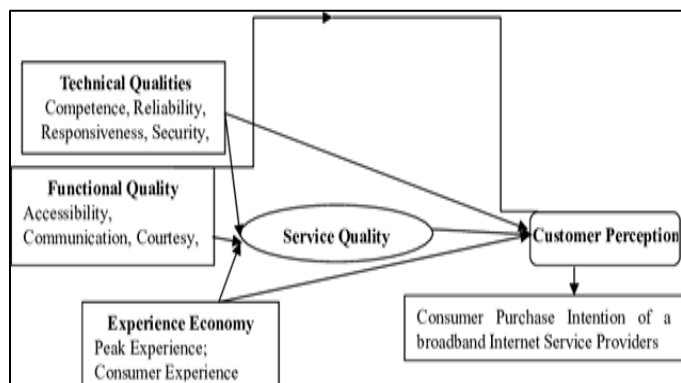 Technical Qualities
Competence, Reliability,
Responsiveness, Security,
Functional Quality
Accessibility,
Communication, Courtesy,
Service Quality
Customer Perception
Experience Economy
Peak Experience;
Consumer Experience
Consumer Purchase Intention of a
broadband Internet Service Providers